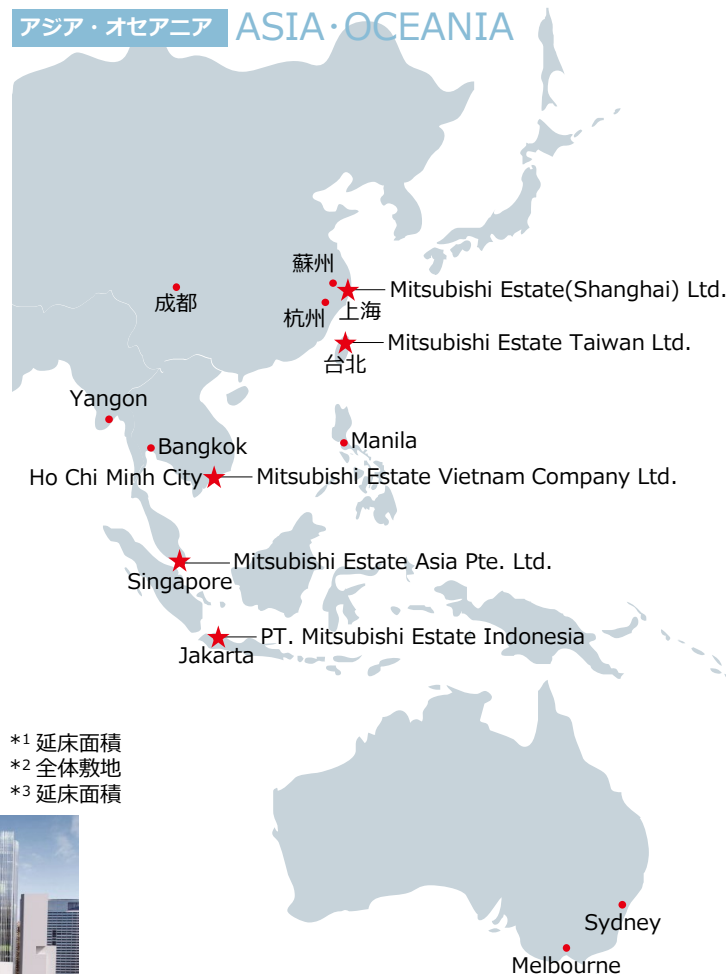 アジア・オセアニア ASIA・OCEANIA
蘇州
Mitsubishi Estate(Shanghai) Ltd.
成都
杭州 上海
Mitsubishi Estate Taiwan Ltd.
台北
Yangon
Manila
Bangkok
Ho Chi Minh City Mitsubishi Estate Vietnam Company Ltd.
Mitsubishi Estate Asia Pte. Ltd.
Singapore
PT. Mitsubishi Estate Indonesia
Jakarta
*1 延床面積
*2 全体敷地
*3 延床面積
Sydney
Melbourne